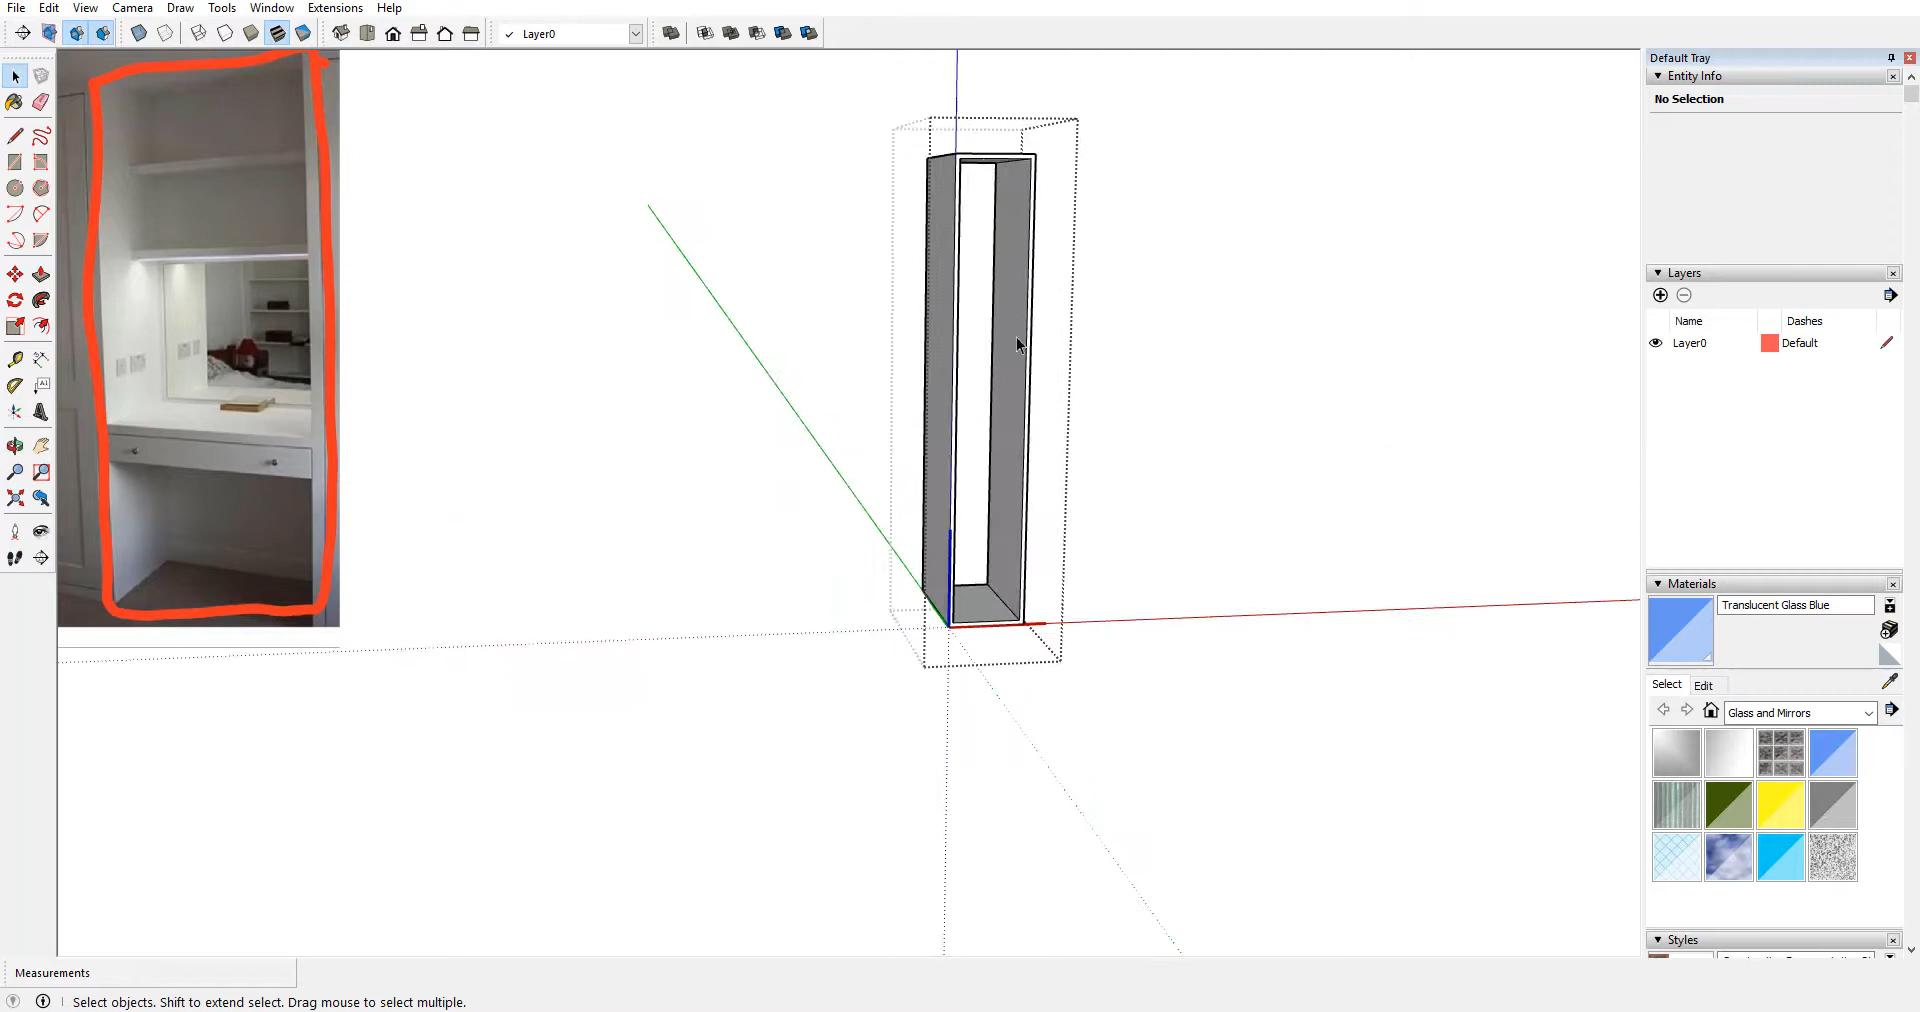 File Edit View Camera Draw Tools Window Extensions Help
Layer0
Default Tray
Entity Info
No Selection
Layers
Name Dashes
Layer0 Default
Materials
Translucent Glass Blue
Select Edit
Glass and Mirrors
Styles
Measurements
Select objects. Shift to extend select. Drag mouse to select multiple.